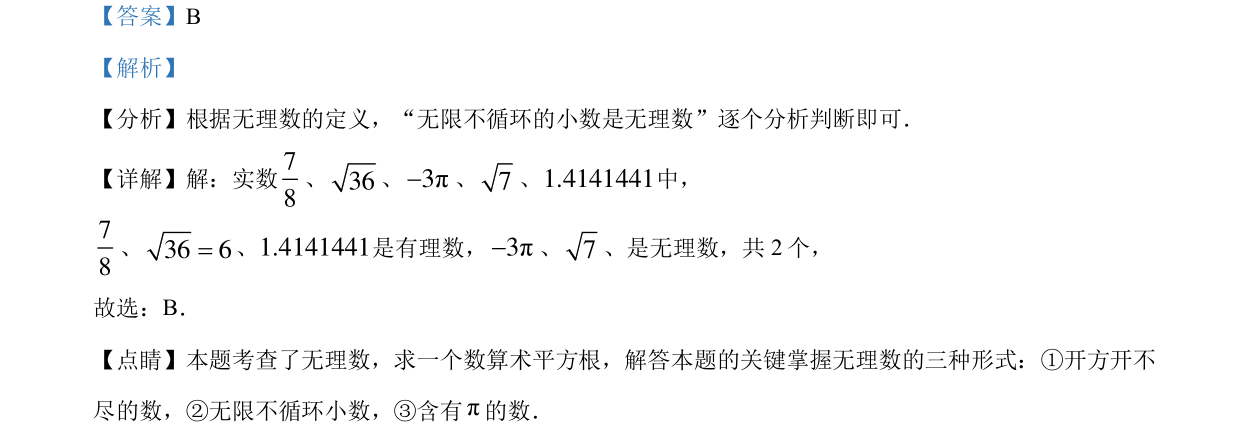 【答案】B
【解析】
【分析】根据无理数的定义，“无限不循环的小数是无理数”逐个分析判断即可．
【详解】解：实数7/8、√36、−3π、√7、1.4141441中，
7/8、√36=6、1.4141441是有理数，−3π、√7、是无理数，共2个，
故选：B．
【点睛】本题考查了无理数，求一个数算术平方根，解答本题的关键掌握无理数的三种形式：①开方开不
尽的数，②无限不循环小数，③含有π的数．